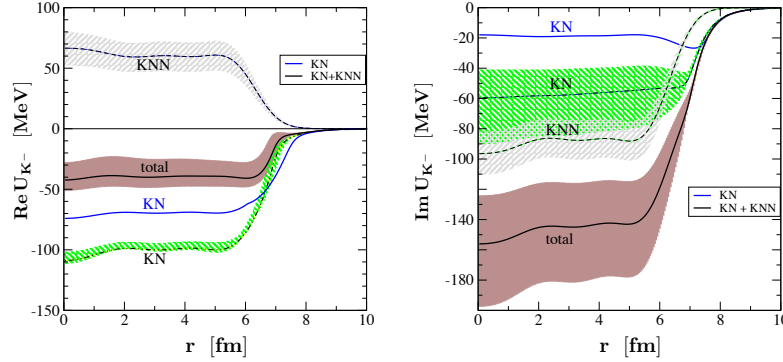 100
50
0
-50
-100
-150
0
2
4
6
8
10
r [fm]
Re U_K− [MeV]
KNN
total
KN
KN
KN
KN+KNN
0
-20
-40
-60
-80
-100
-120
-140
-160
-180
0
2
4
6
8
10
r [fm]
Im U_K− [MeV]
KN
KN
KNN
total
KN
KN + KNN